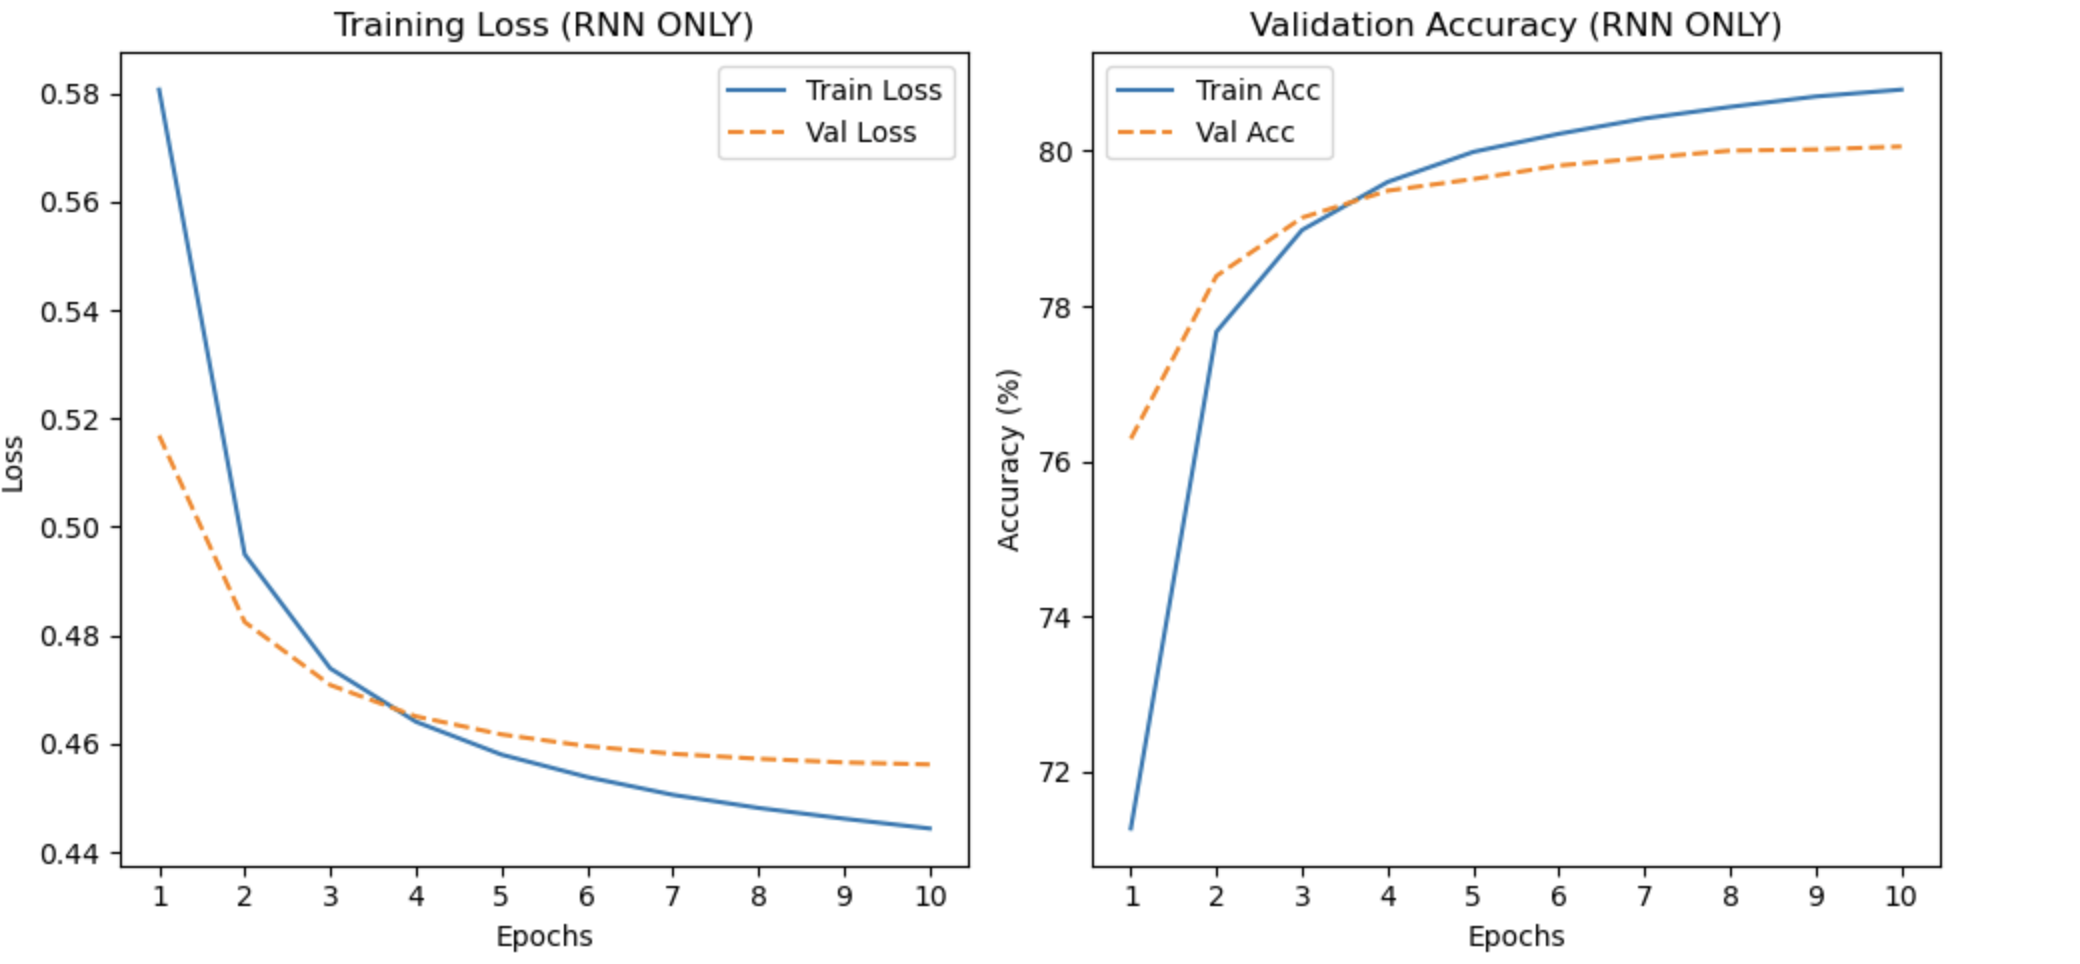 Training Loss (RNN ONLY)
Train Loss
Val Loss
0.58
0.56
0.54
0.52
0.50
0.48
0.46
0.44
Loss
1 2 3 4 5 6 7 8 9 10
Epochs
Validation Accuracy (RNN ONLY)
Train Acc
Val Acc
80
78
76
74
72
Accuracy (%)
1 2 3 4 5 6 7 8 9 10
Epochs